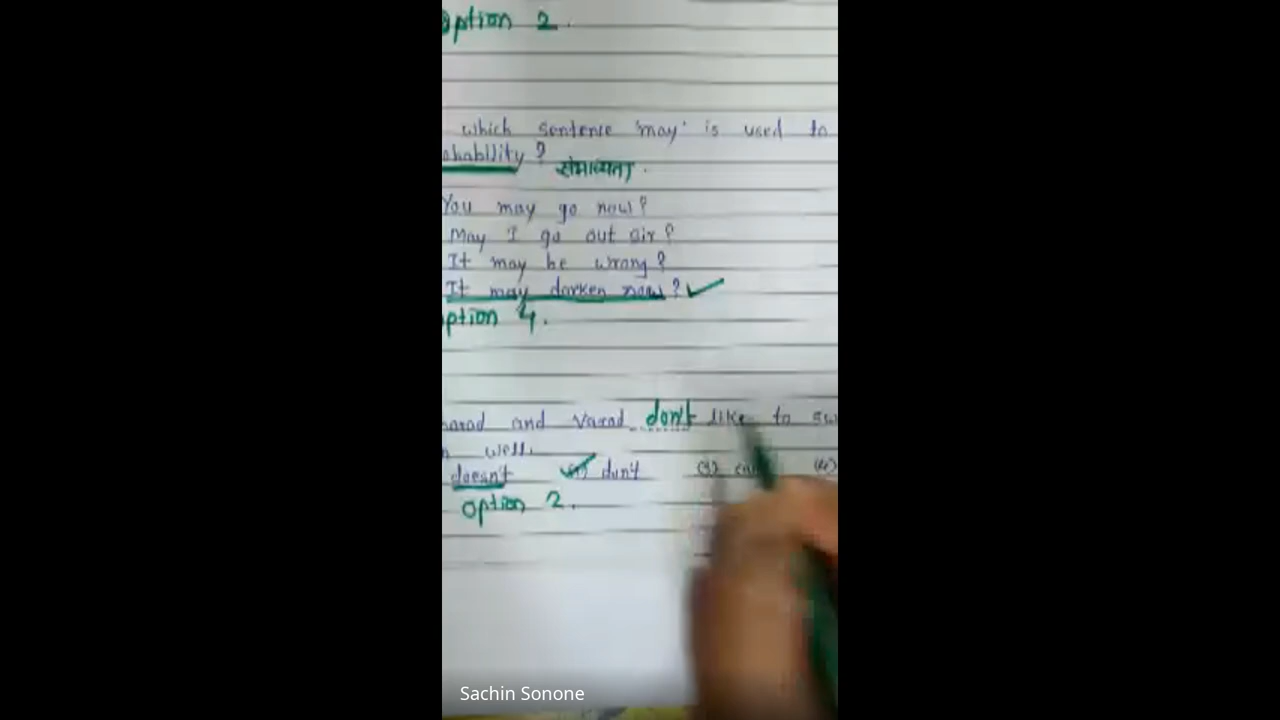 option 2.
which sentence 'may' is used to
obability? संभाव्यता.
You may go now?
May I go out sir?
It may be wrong?
It may darken now? ✓
ption 4.
and Varad don't like to sw
well.
doesn't don't
option 2.
Sachin Sonone